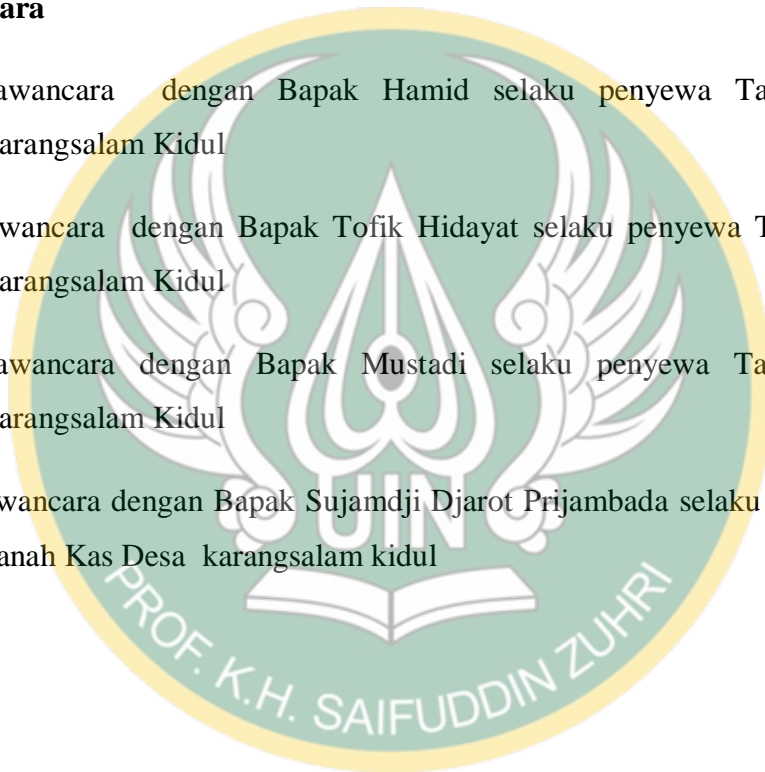 ara
awancara dengan Bapak Hamid selaku penyewa Ta
arangsalam Kidul
wancara dengan Bapak Tofik Hidayat selaku penyewa T
arangsalam Kidul
awancara dengan Bapak Mustadi selaku penyewa Ta
arangsalam Kidul
wancara dengan Bapak Sujamdji Djarot Prijambada selaku
anah Kas Desa karangsalam kidul
UIN
PROF. K.H. SAIFUDDIN ZUHRI